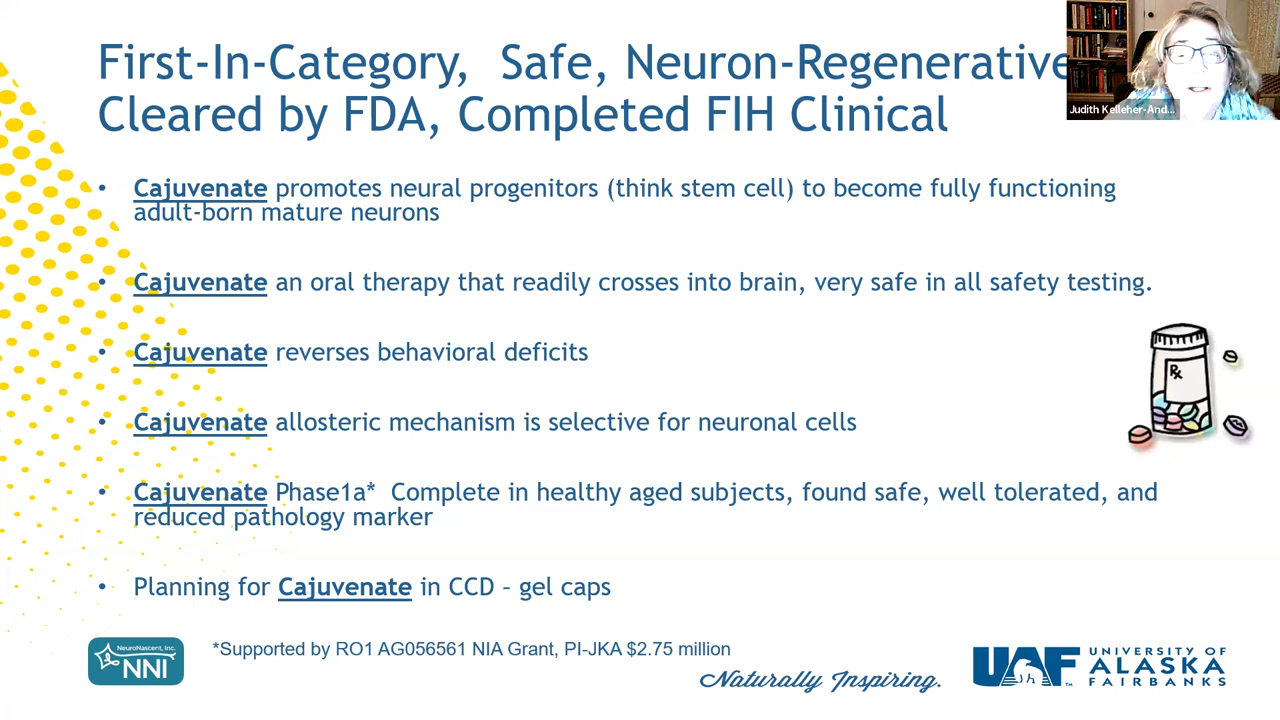 First-In-Category, Safe, Neuron-Regenerative
Cleared by FDA, Completed FIH Clinical
Judith Kelleher-And...
• Cajuvenate promotes neural progenitors (think stem cell) to become fully functioning
adult-born mature neurons
• Cajuvenate an oral therapy that readily crosses into brain, very safe in all safety testing.
• Cajuvenate reverses behavioral deficits
• Cajuvenate allosteric mechanism is selective for neuronal cells
• Cajuvenate Phase1a* Complete in healthy aged subjects, found safe, well tolerated, and
reduced pathology marker
• Planning for Cajuvenate in CCD – gel caps
Rx
NeuroNascent, Inc.
NNI
*Supported by RO1 AG056561 NIA Grant, PI-JKA $2.75 million
Naturally Inspiring.
UAF
TM
UNIVERSITY OF
ALASKA
FAIRBANKS